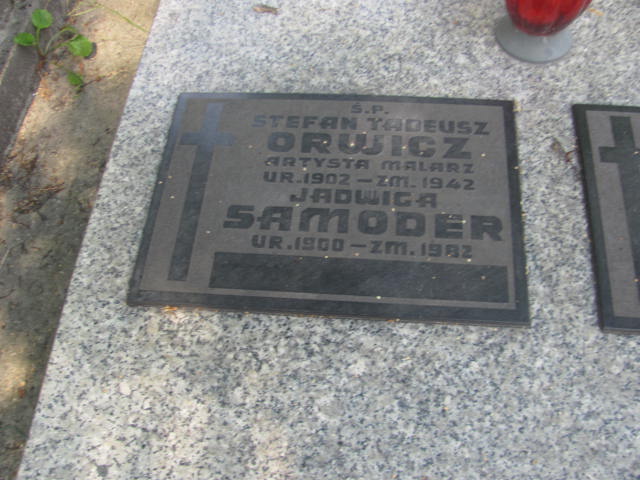 Ś.P.
STEFAN TADEUSZ
ORWICZ
ARTYSTA MALARZ
UR.1902 – ZM.1942
JADWIGA
SAMODER
UR.1900 – ZM.1982